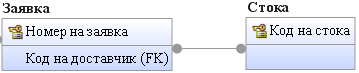 Заявка
Номер на заявка
Код на доставчик (FK)
Стока
Код на стока